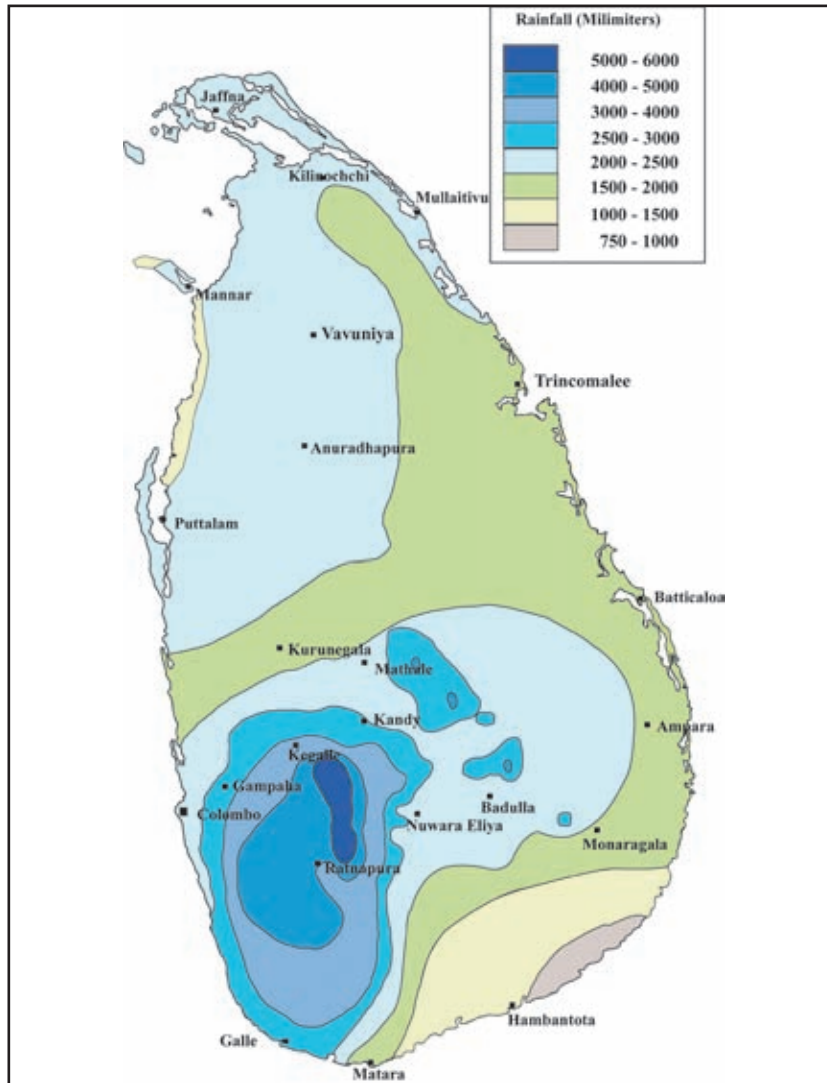 Rainfall (Milimiters)
5000 - 6000
4000 - 5000
3000 - 4000
2500 - 3000
2000 - 2500
1500 - 2000
1000 - 1500
750 - 1000
Jaffna
Kilinochchi
Mullaitivu
Mannar
Vavuniya
Trincomalee
Anuradhapura
Puttalam
Batticaloa
Kurunegala
Mathale
Kandy
Ampara
Kegalle
Gampaha
Badulla
Colombo
Nuwara Eliya
Monaragala
Ratnapura
Hambantota
Galle
Matara